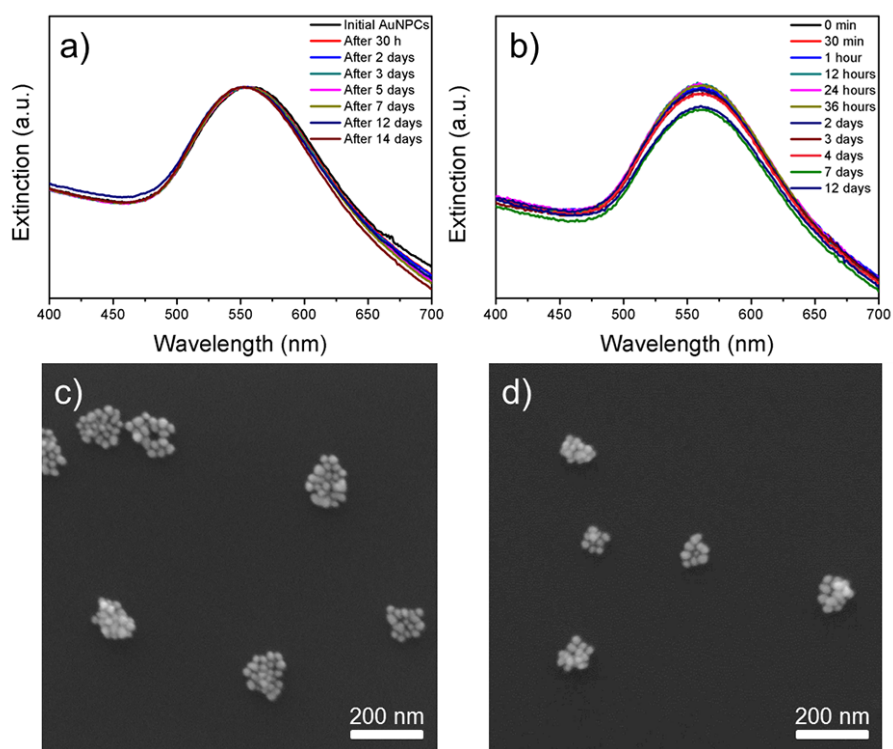 a)
Initial AuNPCs
After 30 h
After 2 days
After 3 days
After 5 days
After 7 days
After 12 days
After 14 days
Extinction (a.u.)
400 450 500 550 600 650 700
Wavelength (nm)
b)
0 min
30 min
1 hour
12 hours
24 hours
36 hours
2 days
3 days
4 days
7 days
12 days
Extinction (a.u.)
400 450 500 550 600 650 700
Wavelength (nm)
c)
200 nm
d)
200 nm